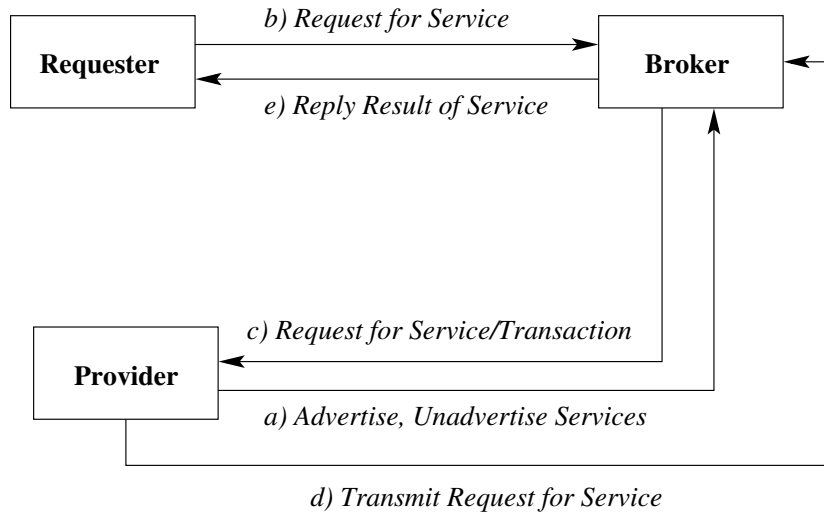 b) Request for Service
Requester
Broker
e) Reply Result of Service
c) Request for Service/Transaction
Provider
a) Advertise, Unadvertise Services
d) Transmit Request for Service